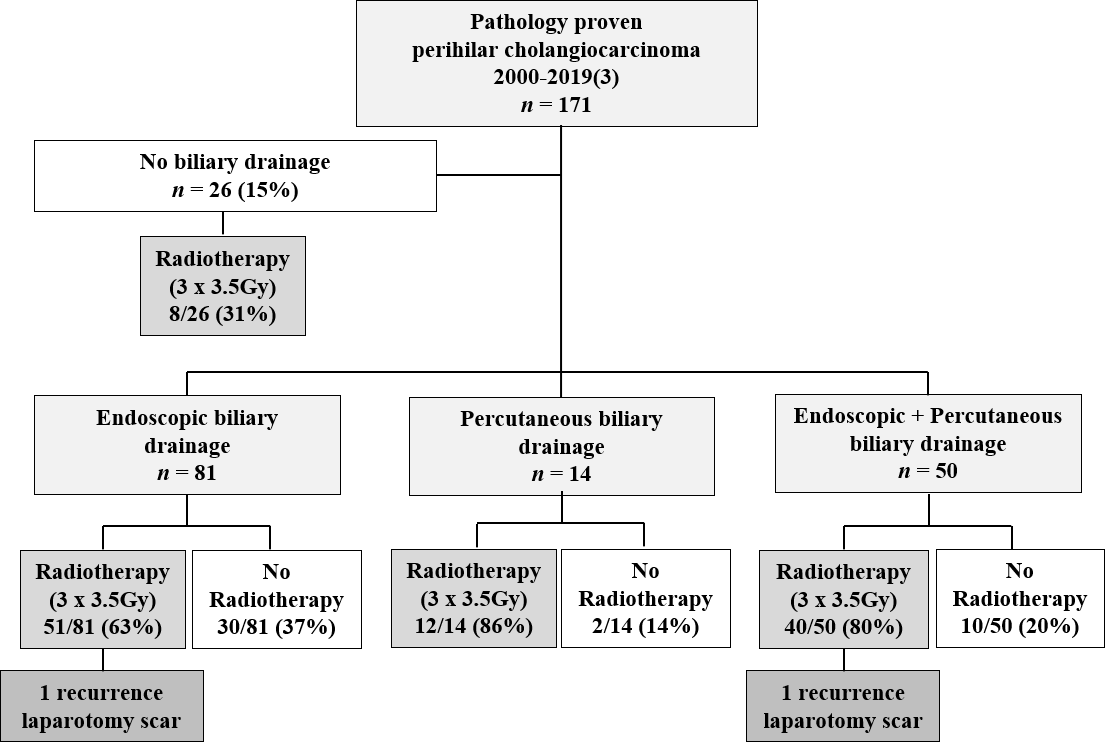 Pathology proven
perihilar cholangiocarcinoma
2000-2019(3)
n = 171
No biliary drainage
n = 26 (15%)
Radiotherapy
(3 x 3.5Gy)
8/26 (31%)
Endoscopic biliary
drainage
n = 81
Percutaneous biliary
drainage
n = 14
Endoscopic + Percutaneous
biliary drainage
n = 50
Radiotherapy
(3 x 3.5Gy)
51/81 (63%)
No
Radiotherapy
30/81 (37%)
Radiotherapy
(3 x 3.5Gy)
12/14 (86%)
No
Radiotherapy
2/14 (14%)
Radiotherapy
(3 x 3.5Gy)
40/50 (80%)
No
Radiotherapy
10/50 (20%)
1 recurrence
laparotomy scar
1 recurrence
laparotomy scar